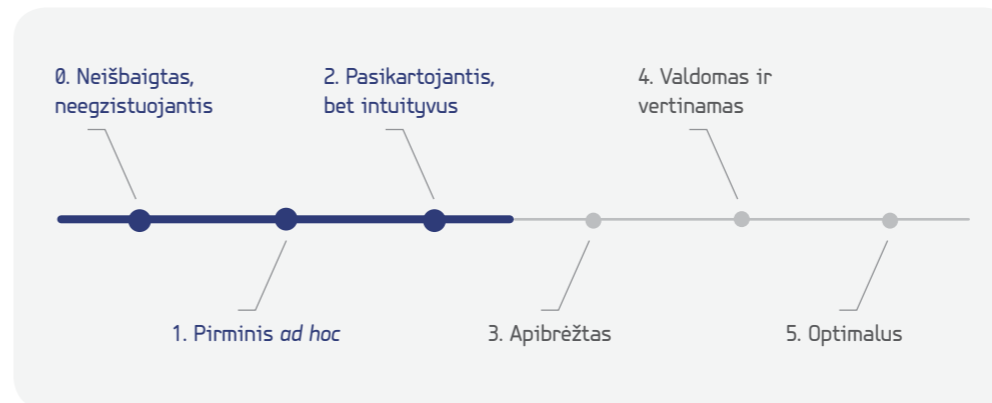 0. Neišbaigtas,
neegzistuojantis
1. Pirminis ad hoc
2. Pasikartojantis,
bet intuityvus
3. Apibrėžtas
4. Valdomas ir
vertinamas
5. Optimalus